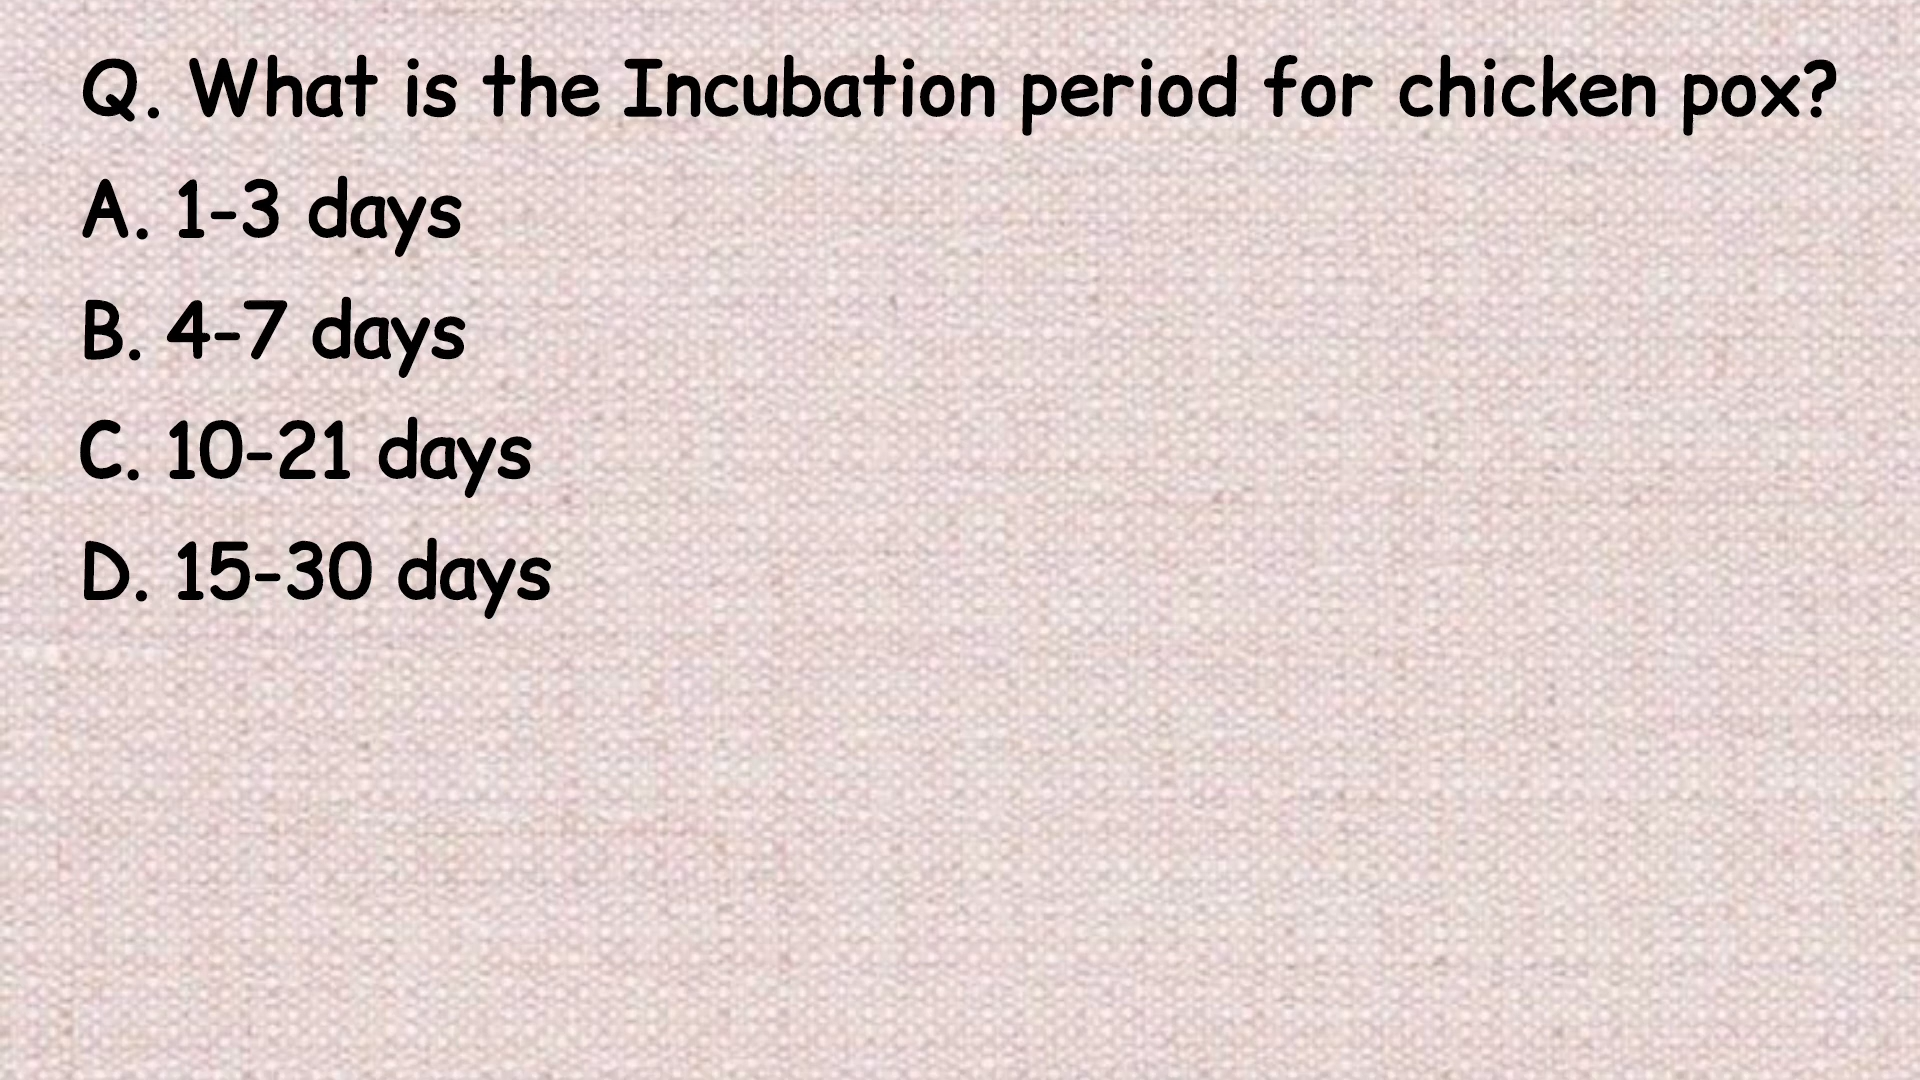 Q. What is the Incubation period for chicken pox?
A. 1-3 days
B. 4-7 days
C. 10-21 days
D. 15-30 days